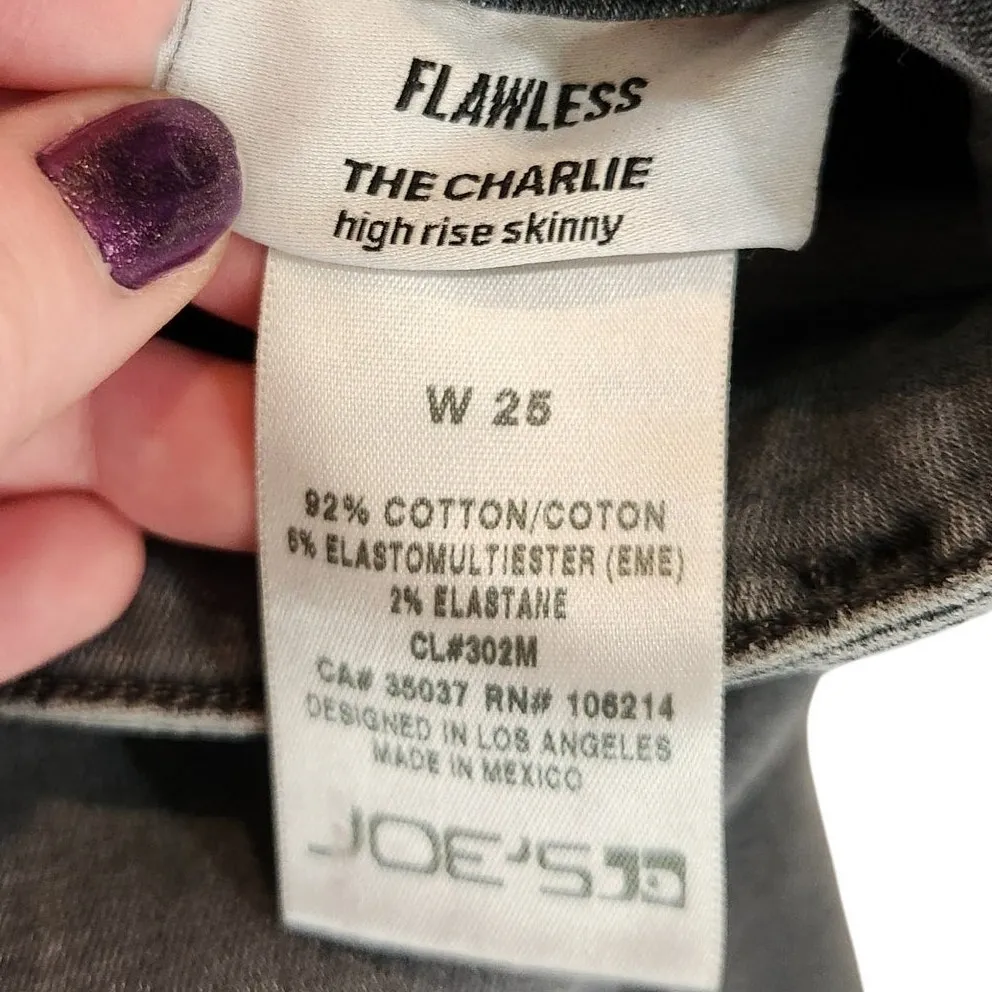 FLAWLESS
THE CHARLIE
high rise skinny
W 25
92% COTTON/COTON
6% ELASTOMULTIESTER (EME)
2% ELASTANE
CL#302M
CA# 35037 RN# 106214
DESIGNED IN LOS ANGELES
MADE IN MEXICO
JOE'S